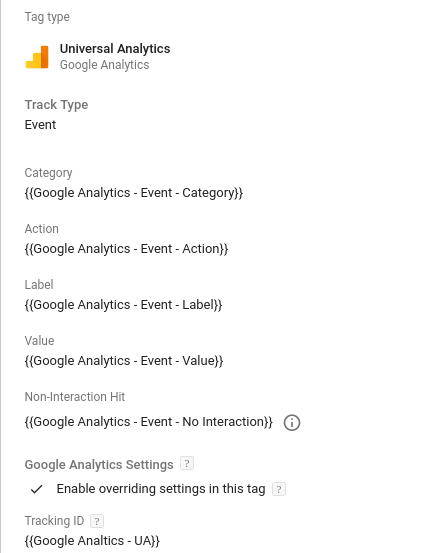 Tag type
Universal Analytics
Google Analytics
Track Type
Event
Category
{{Google Analytics - Event - Category}}
Action
{{Google Analytics - Event - Action}}
Label
{{Google Analytics - Event - Label}}
Value
{{Google Analytics - Event - Value}}
Non-Interaction Hit
{{Google Analytics - Event - No Interaction}}
Google Analytics Settings ?
Enable overriding settings in this tag ?
Tracking ID ?
{{Google Analtics - UA}}